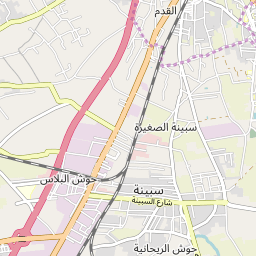 القدم
سبينة الصغيرة
حوش البلاس
سبينة
شارع السبينة
حوش الريحانية